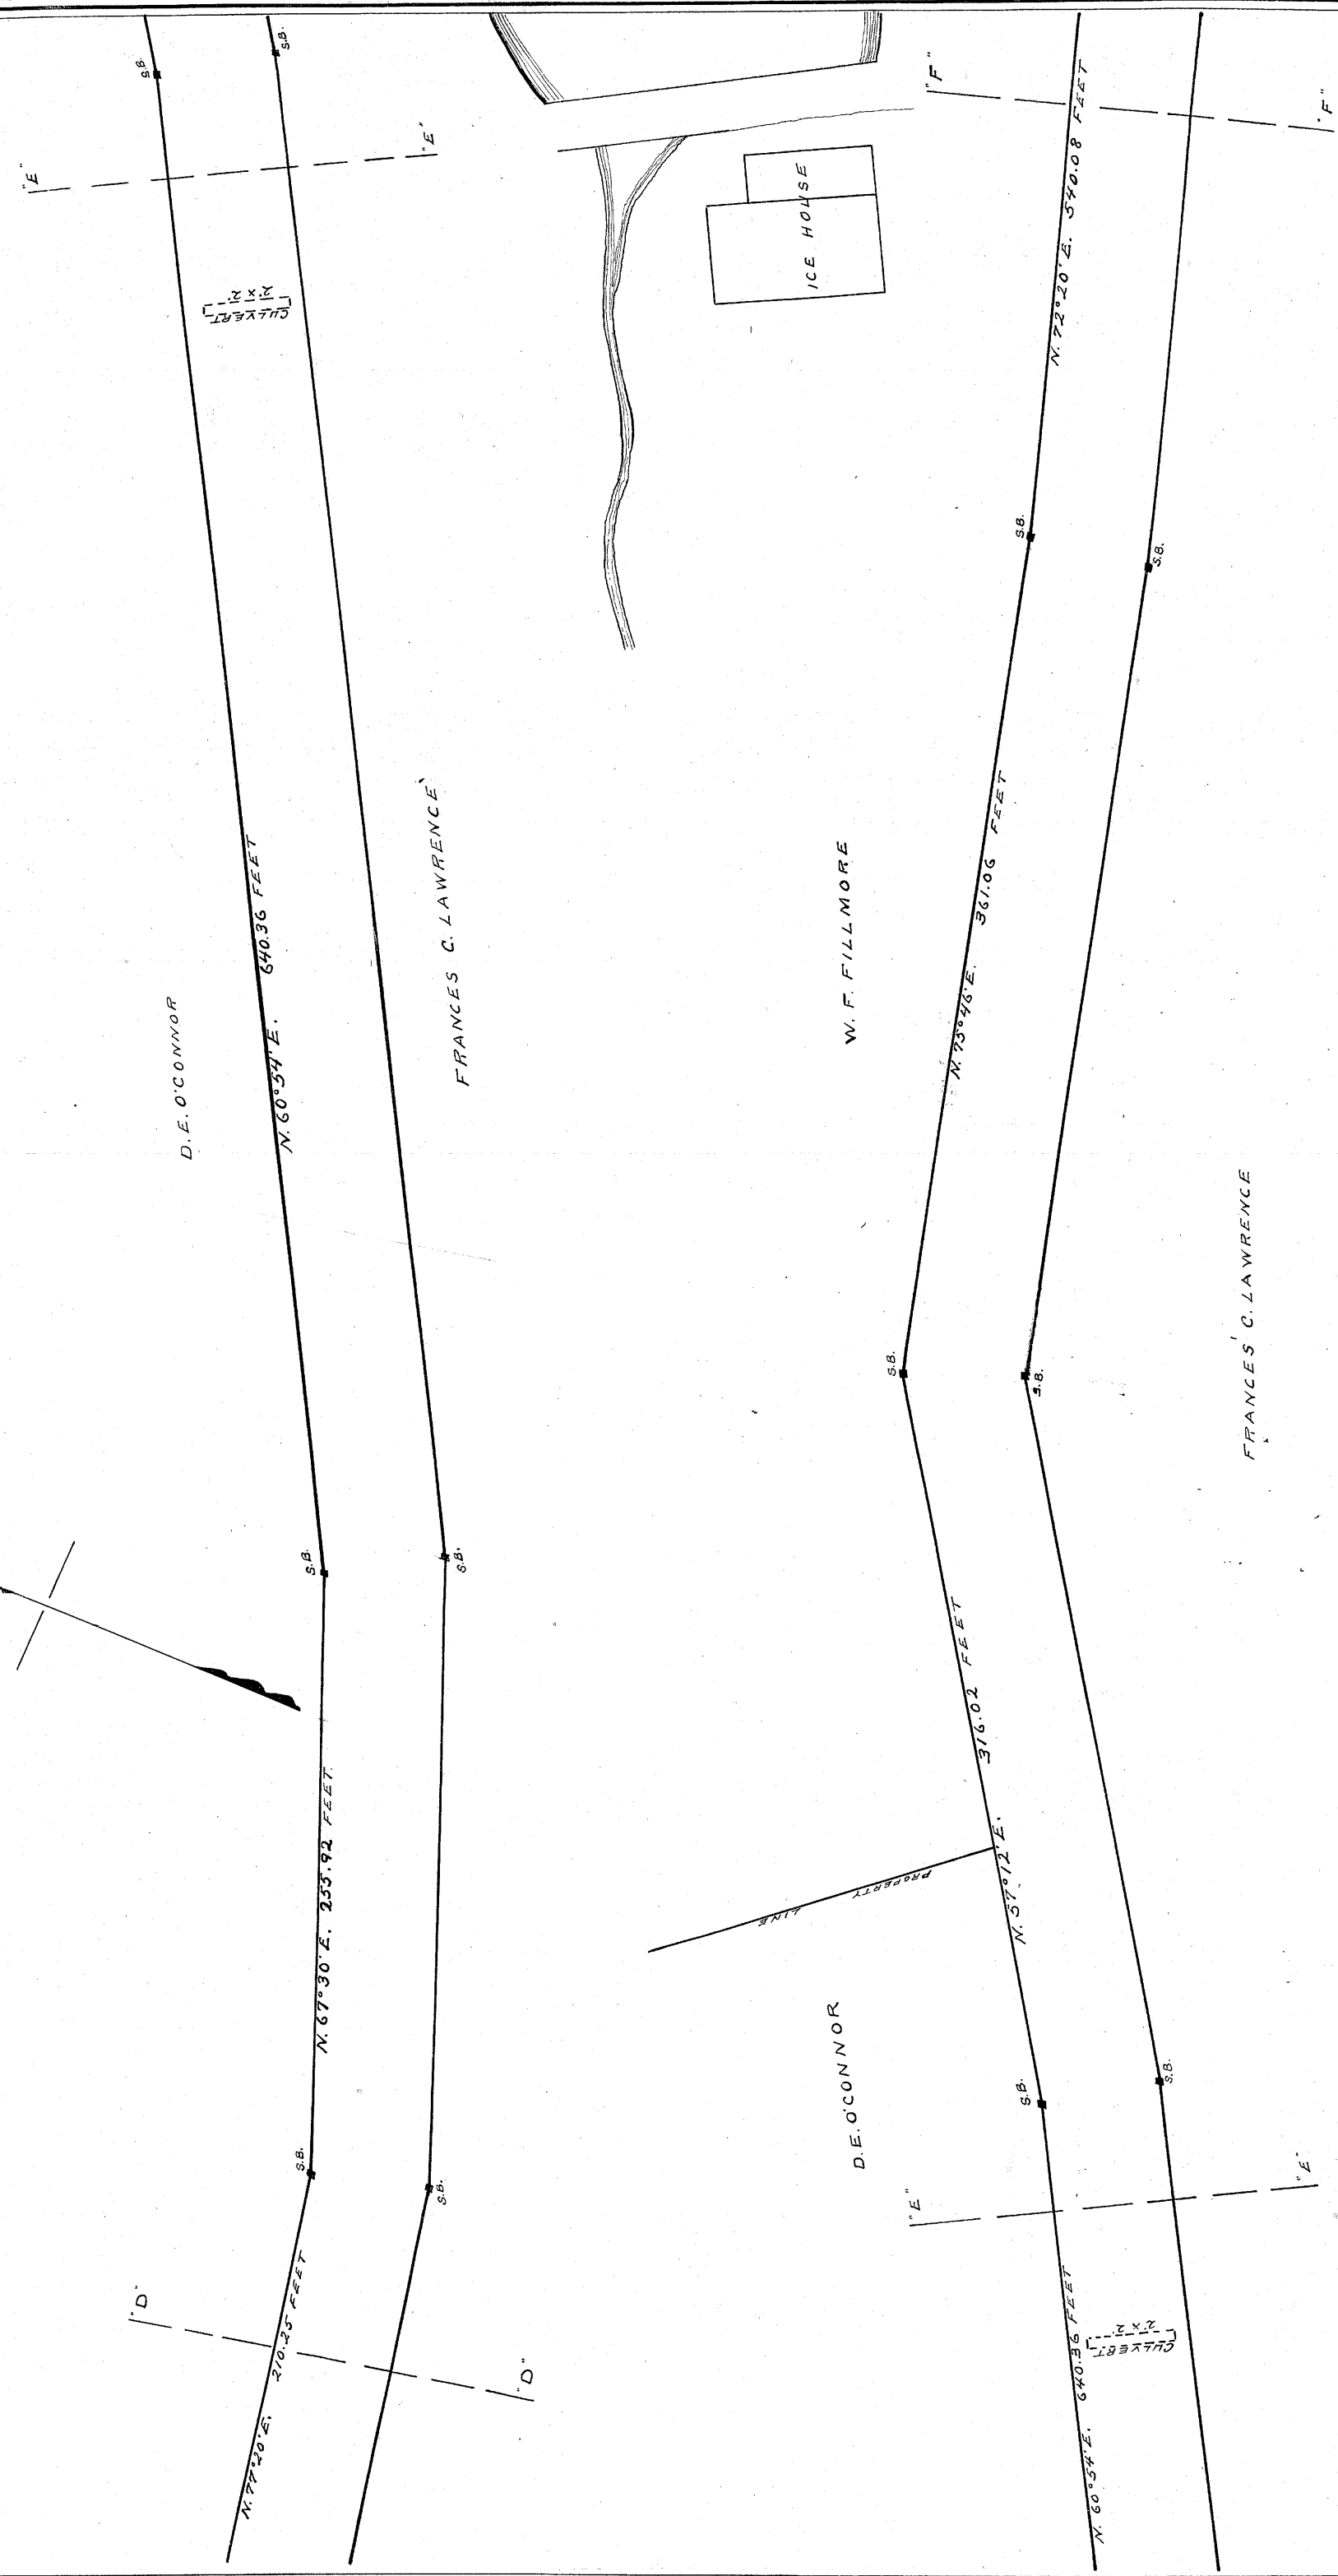 "D"
"D"
N. 77° 20' E. 210.25 FEET
S.B.
S.B.
N. 67° 30' E. 255.92 FEET
S.B.
S.B.
D. E. O'CONNOR
N. 60° 54' E. 640.36 FEET
FRANCES C. LAWRENCE
CULVERT
2' X 2'
"E"
"E"
S.B.
S.B.
N. 60° 54' E. 640.36 FEET
CULVERT
2' X 2'
"E"
"E"
D. E. O'CONNOR
S.B.
S.B.
PROPERTY LINE
N. 57° 12' E. 316.02 FEET
S.B.
S.B.
W. F. FILLMORE
FRANCES C. LAWRENCE
N. 75° 46' E. 361.06 FEET
S.B.
S.B.
ICE HOUSE
N. 72° 20' E. 540.08 FEET
"F"
"F"